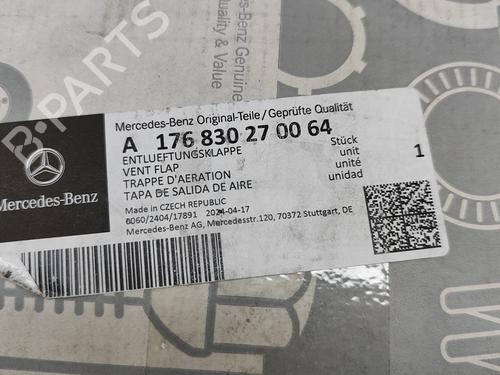 B-PARTS
-Benz Genuine
uality & Value
Mercedes-Benz
Mercedes-Benz Original-Teile/Geprüfte Qualität
A 176 830 27 00 64
ENTLUEFTUNGSKLAPPE Stück
VENT FLAP unit
TRAPPE D'AERATION unité
TAPA DE SALIDA DE AIRE unidad
1
Made in CZECH REPUBLIC
6060/2404/17891 2024-04-17
Mercedes-Benz AG, Mercedesstr.120, 70372 Stuttgart, DE